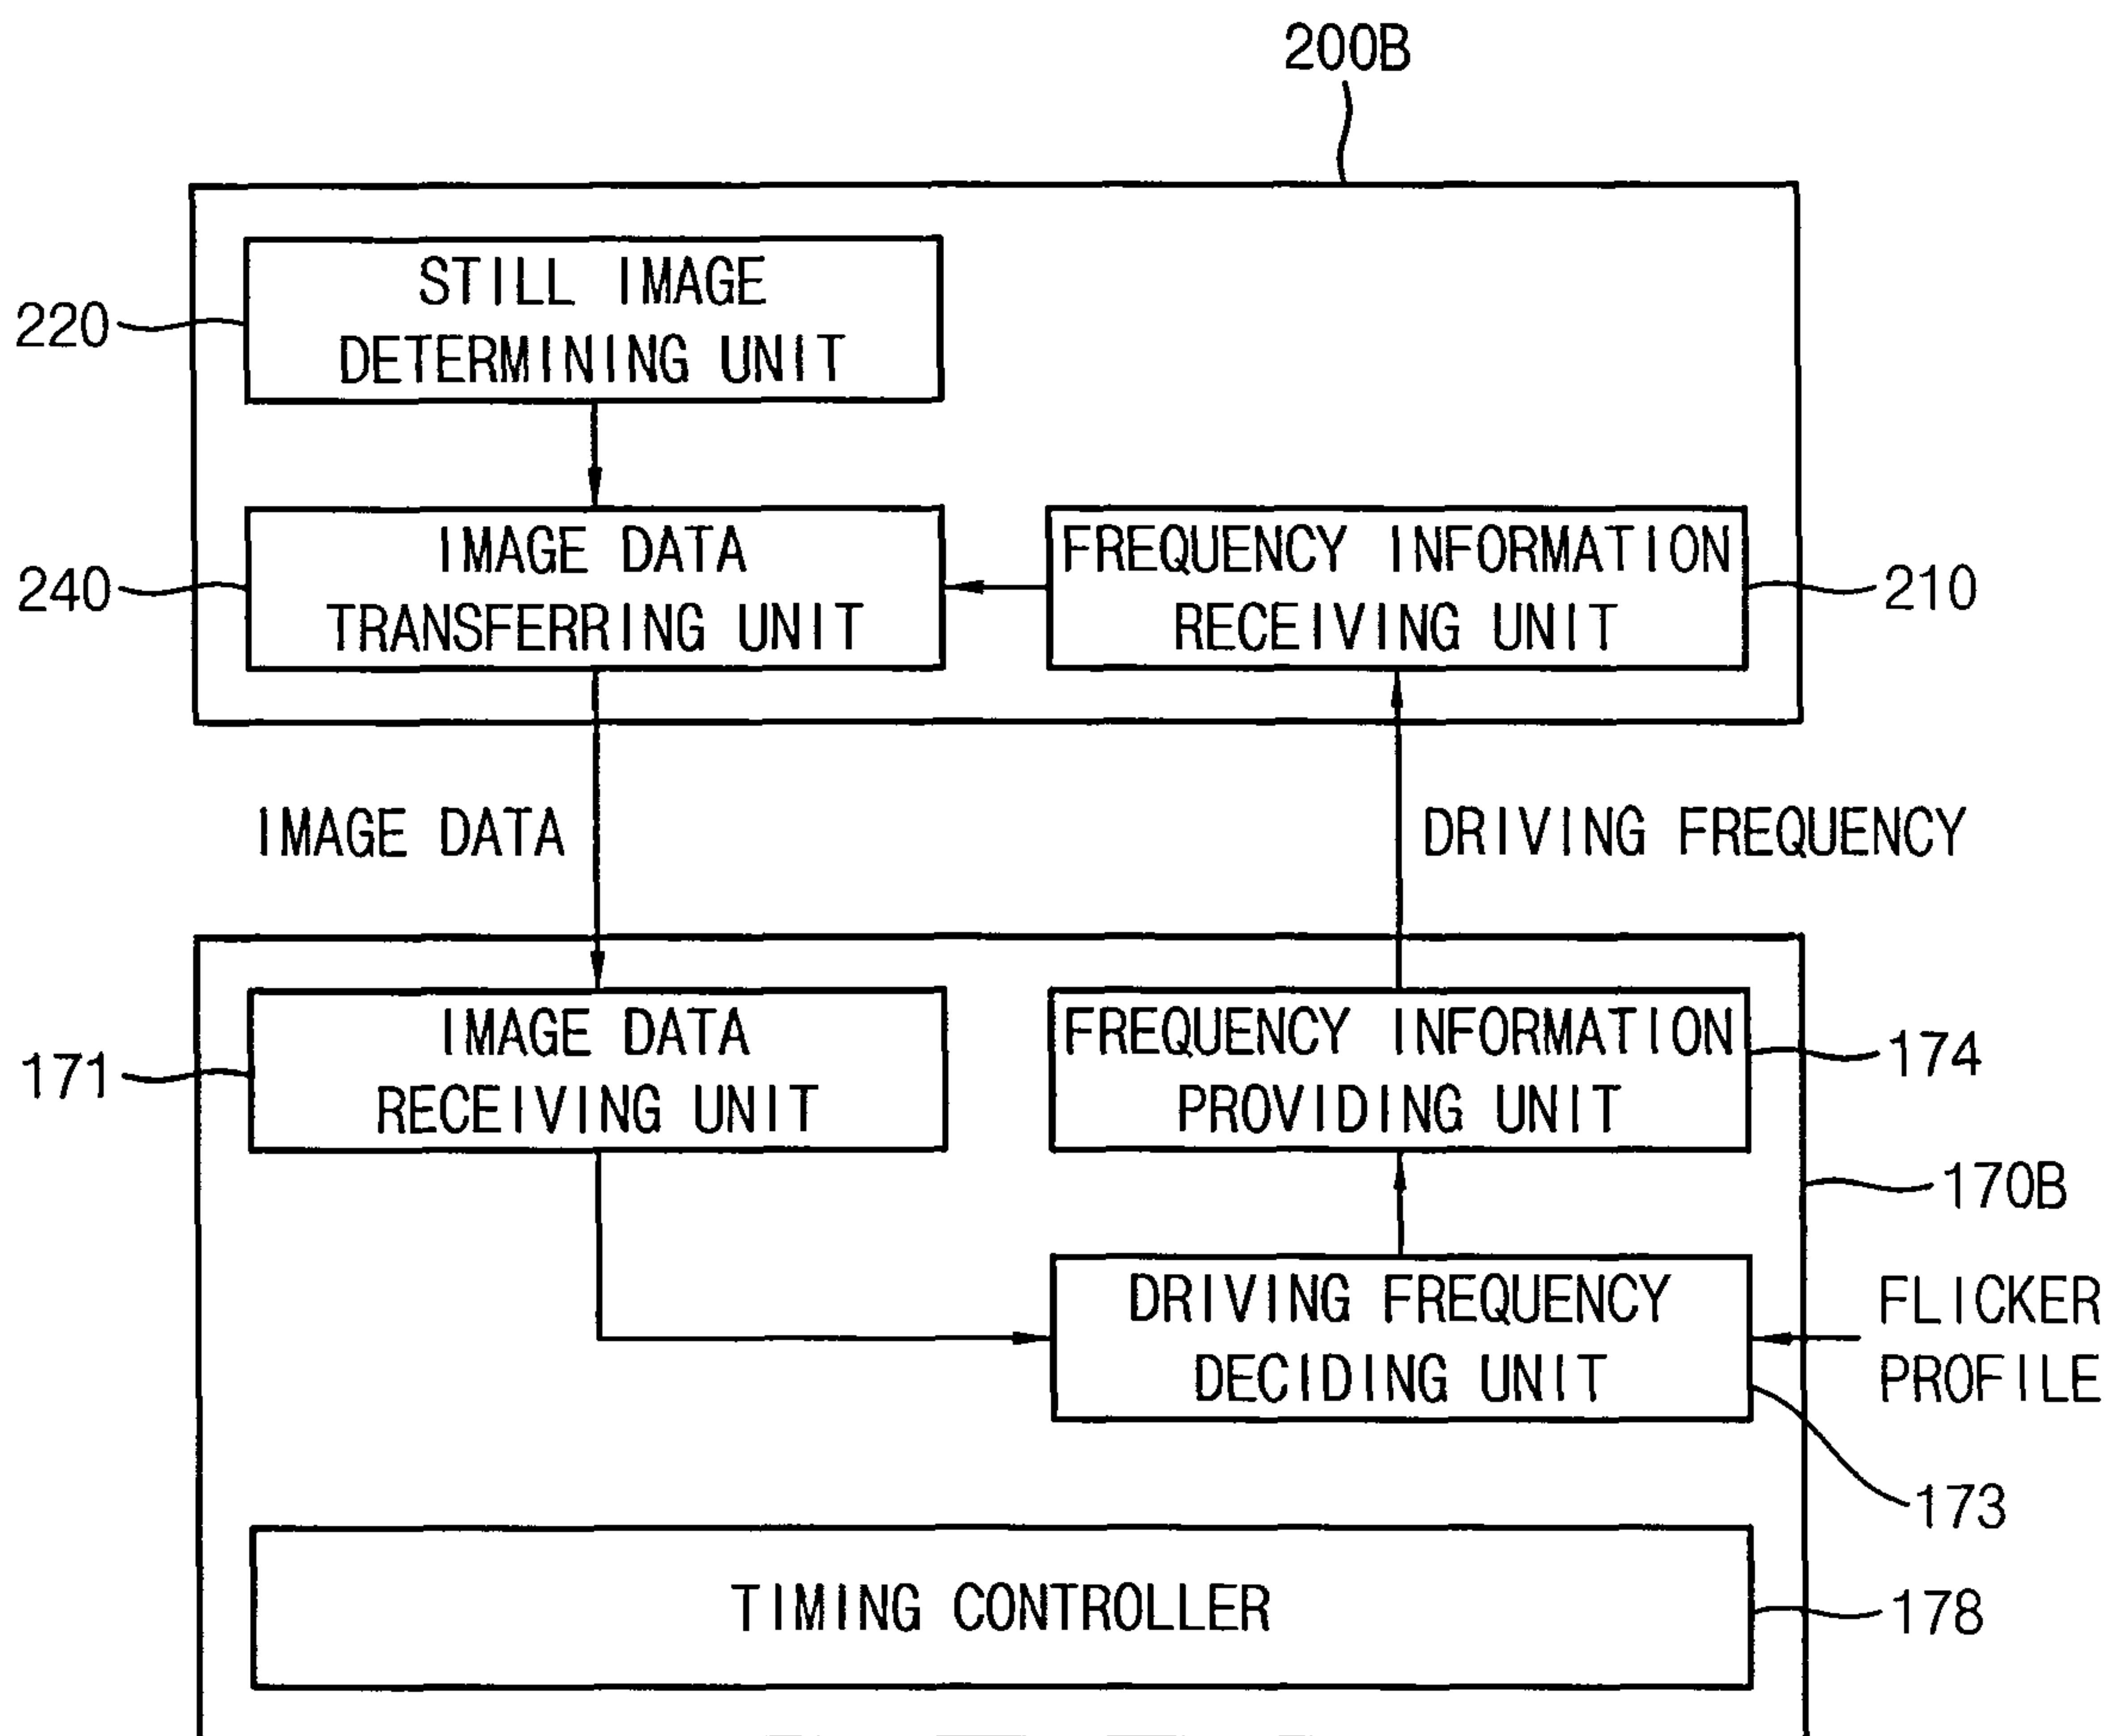 200B
STILL IMAGE
DETERMINING UNIT
220
IMAGE DATA
TRANSFERRING UNIT
240
FREQUENCY INFORMATION
RECEIVING UNIT
210
IMAGE DATA
DRIVING FREQUENCY
IMAGE DATA
RECEIVING UNIT
171
FREQUENCY INFORMATION
PROVIDING UNIT
174
170B
DRIVING FREQUENCY
DECIDING UNIT
FLICKER
PROFILE
173
TIMING CONTROLLER
178